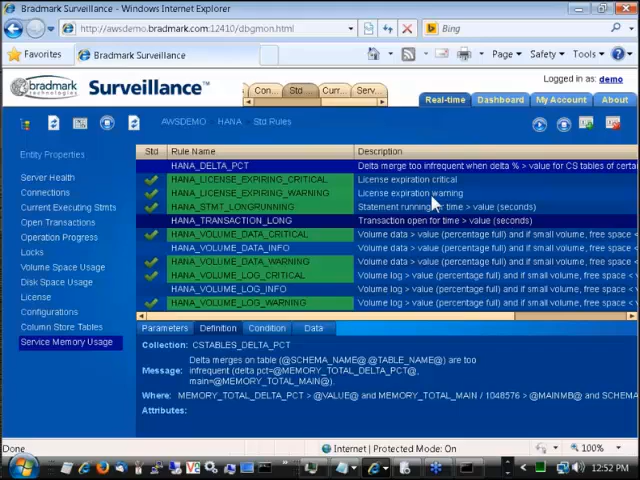 Bradmark Surveillance - Windows Internet Explorer
http://awsdemo.bradmark.com:12410/dbgmon.html
Bing
Favorites
Bradmark Surveillance
Page
Safety
Tools
bradmark
technologies
Surveillance™
Con...
Std ...
Curr...
Serv...
Logged in as: demo
Real-time
Dashboard
My Account
About
AWSDEMO
HANA
Std Rules
Entity Properties
Server Health
Connections
Current Executing Stmts
Open Transactions
Operation Progress
Locks
Volume Space Usage
Disk Space Usage
License
Configurations
Column Store Tables
Service Memory Usage
Std Rule Name Description
HANA_DELTA_PCT Delta merge too infrequent when delta % > value for CS tables of certa
HANA_LICENSE_EXPIRING_CRITICAL License expiration critical
HANA_LICENSE_EXPIRING_WARNING License expiration warning
HANA_STMT_LONGRUNNING Statement running for time > value (seconds)
HANA_TRANSACTION_LONG Transaction open for time > value (seconds)
HANA_VOLUME_DATA_CRITICAL Volume data > value (percentage full) and if small volume, free space <
HANA_VOLUME_DATA_INFO Volume data > value (percentage full) and if small volume, free space <
HANA_VOLUME_DATA_WARNING Volume data > value (percentage full) and if small volume, free space <
HANA_VOLUME_LOG_CRITICAL Volume log > value (percentage full) and if small volume, free space <
HANA_VOLUME_LOG_INFO Volume log > value (percentage full) and if small volume, free space <
HANA_VOLUME_LOG_WARNING Volume log > value (percentage full) and if small volume, free space <
Parameters Definition Condition Data
Collection: CSTABLES_DELTA_PCT
Delta merges on table (@SCHEMA_NAME@.@TABLE_NAME@) are too
Message: infrequent (delta pct=@MEMORY_TOTAL_DELTA_PCT@,
main=@MEMORY_TOTAL_MAIN@).
Where: MEMORY_TOTAL_DELTA_PCT > @VALUE@ and MEMORY_TOTAL_MAIN / 1048576 > @MAINMB@ and SCHEMA
Attributes:
Done
Internet | Protected Mode: On
100%
12:52 PM